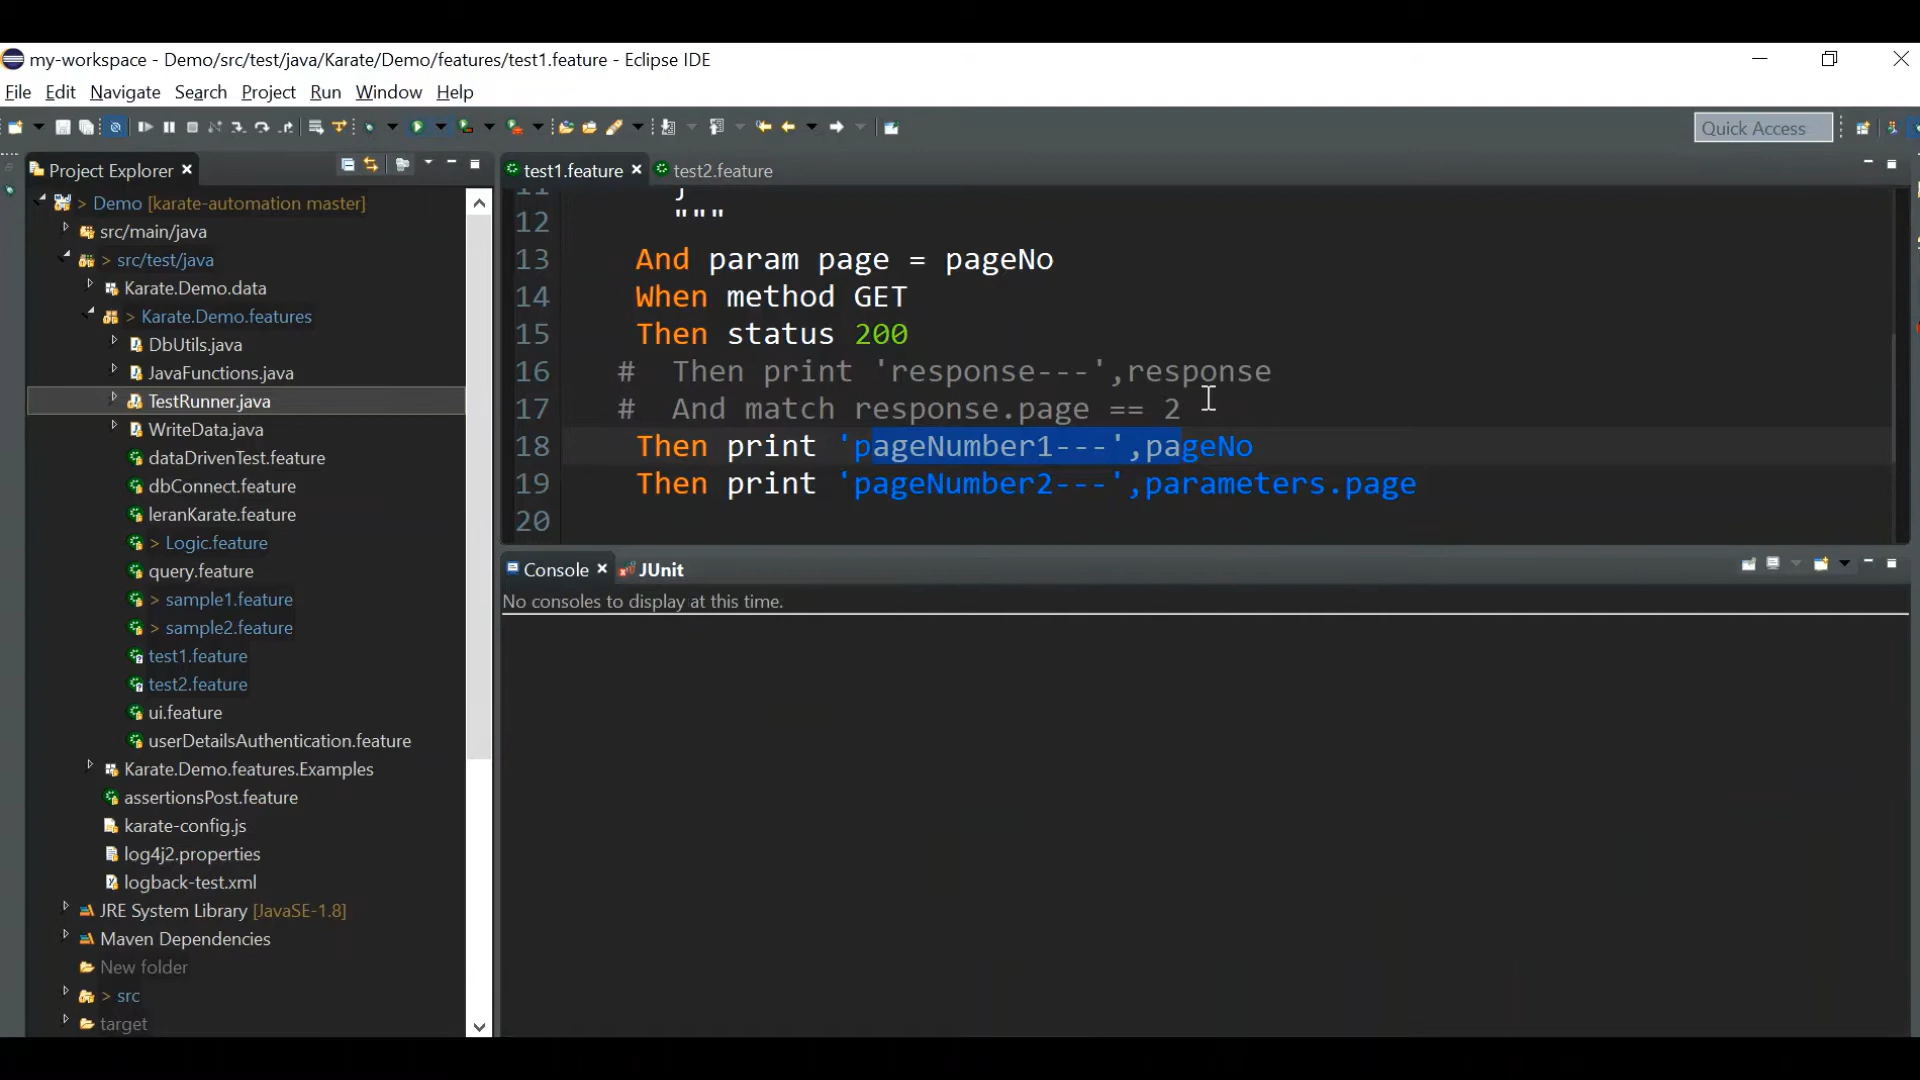 my-workspace - Demo/src/test/java/Karate/Demo/features/test1.feature - Eclipse IDE
File Edit Navigate Search Project Run Window Help
Quick Access
Project Explorer
test1.feature test2.feature
> Demo [karate-automation master]
src/main/java
> src/test/java
Karate.Demo.data
> Karate.Demo.features
DbUtils.java
JavaFunctions.java
TestRunner.java
WriteData.java
dataDrivenTest.feature
dbConnect.feature
leranKarate.feature
> Logic.feature
query.feature
> sample1.feature
> sample2.feature
test1.feature
test2.feature
ui.feature
userDetailsAuthentication.feature
Karate.Demo.features.Examples
assertionsPost.feature
karate-config.js
log4j2.properties
logback-test.xml
JRE System Library [JavaSE-1.8]
Maven Dependencies
New folder
> src
target
11 }
12 """
13 And param page = pageNo
14 When method GET
15 Then status 200
16 # Then print 'response---',response
17 # And match response.page == 2
18 Then print 'pageNumber1---',pageNo
19 Then print 'pageNumber2---',parameters.page
20
Console JUnit
No consoles to display at this time.